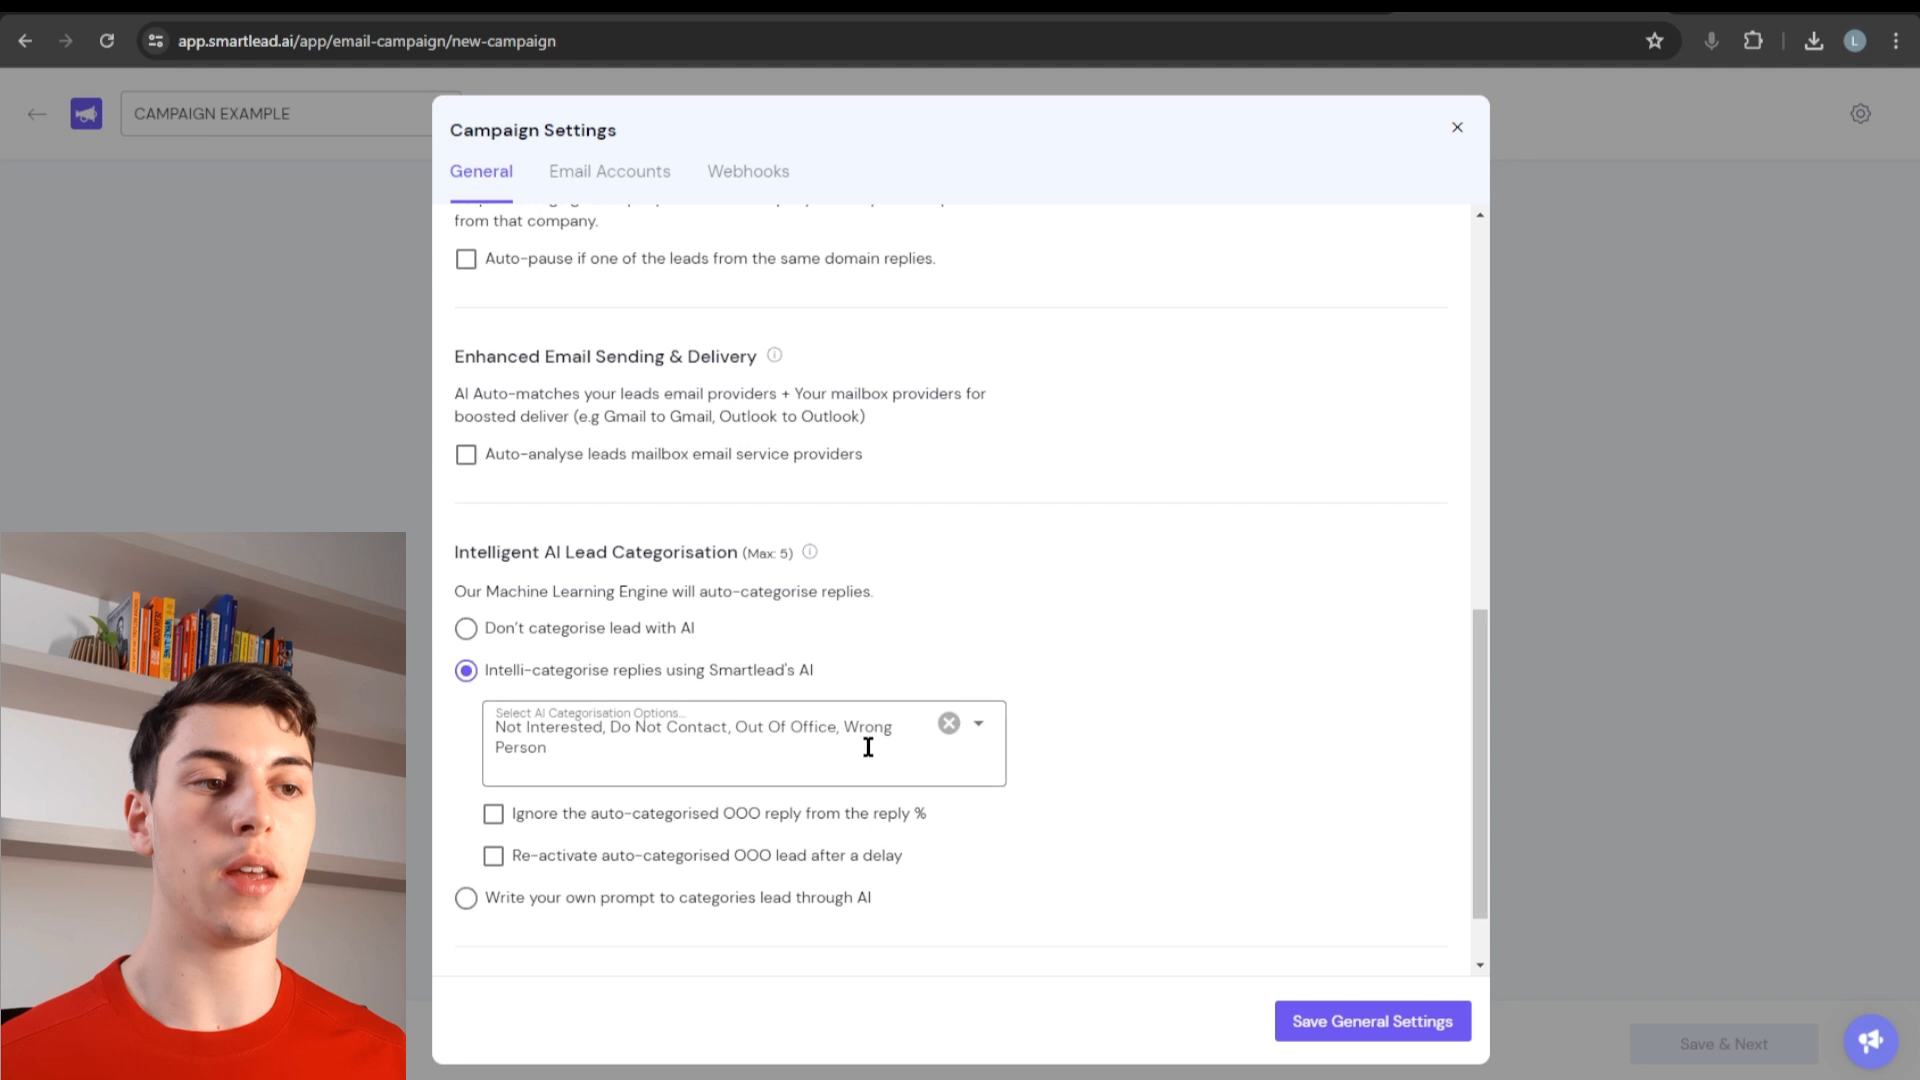 app.smartlead.ai/app/email-campaign/new-campaign
L
CAMPAIGN EXAMPLE
Campaign Settings
General
Email Accounts
Webhooks
from that company.
Auto-pause if one of the leads from the same domain replies.
Enhanced Email Sending & Delivery
AI Auto-matches your leads email providers + Your mailbox providers for
boosted deliver (e.g Gmail to Gmail, Outlook to Outlook)
Auto-analyse leads mailbox email service providers
Intelligent AI Lead Categorisation (Max: 5)
Our Machine Learning Engine will auto-categorise replies.
Don't categorise lead with AI
Intelli-categorise replies using Smartlead's AI
Select AI Categorisation Options...
Not Interested, Do Not Contact, Out Of Office, Wrong
Person
Ignore the auto-categorised OOO reply from the reply %
Re-activate auto-categorised OOO lead after a delay
Write your own prompt to categories lead through AI
Save General Settings
Save & Next